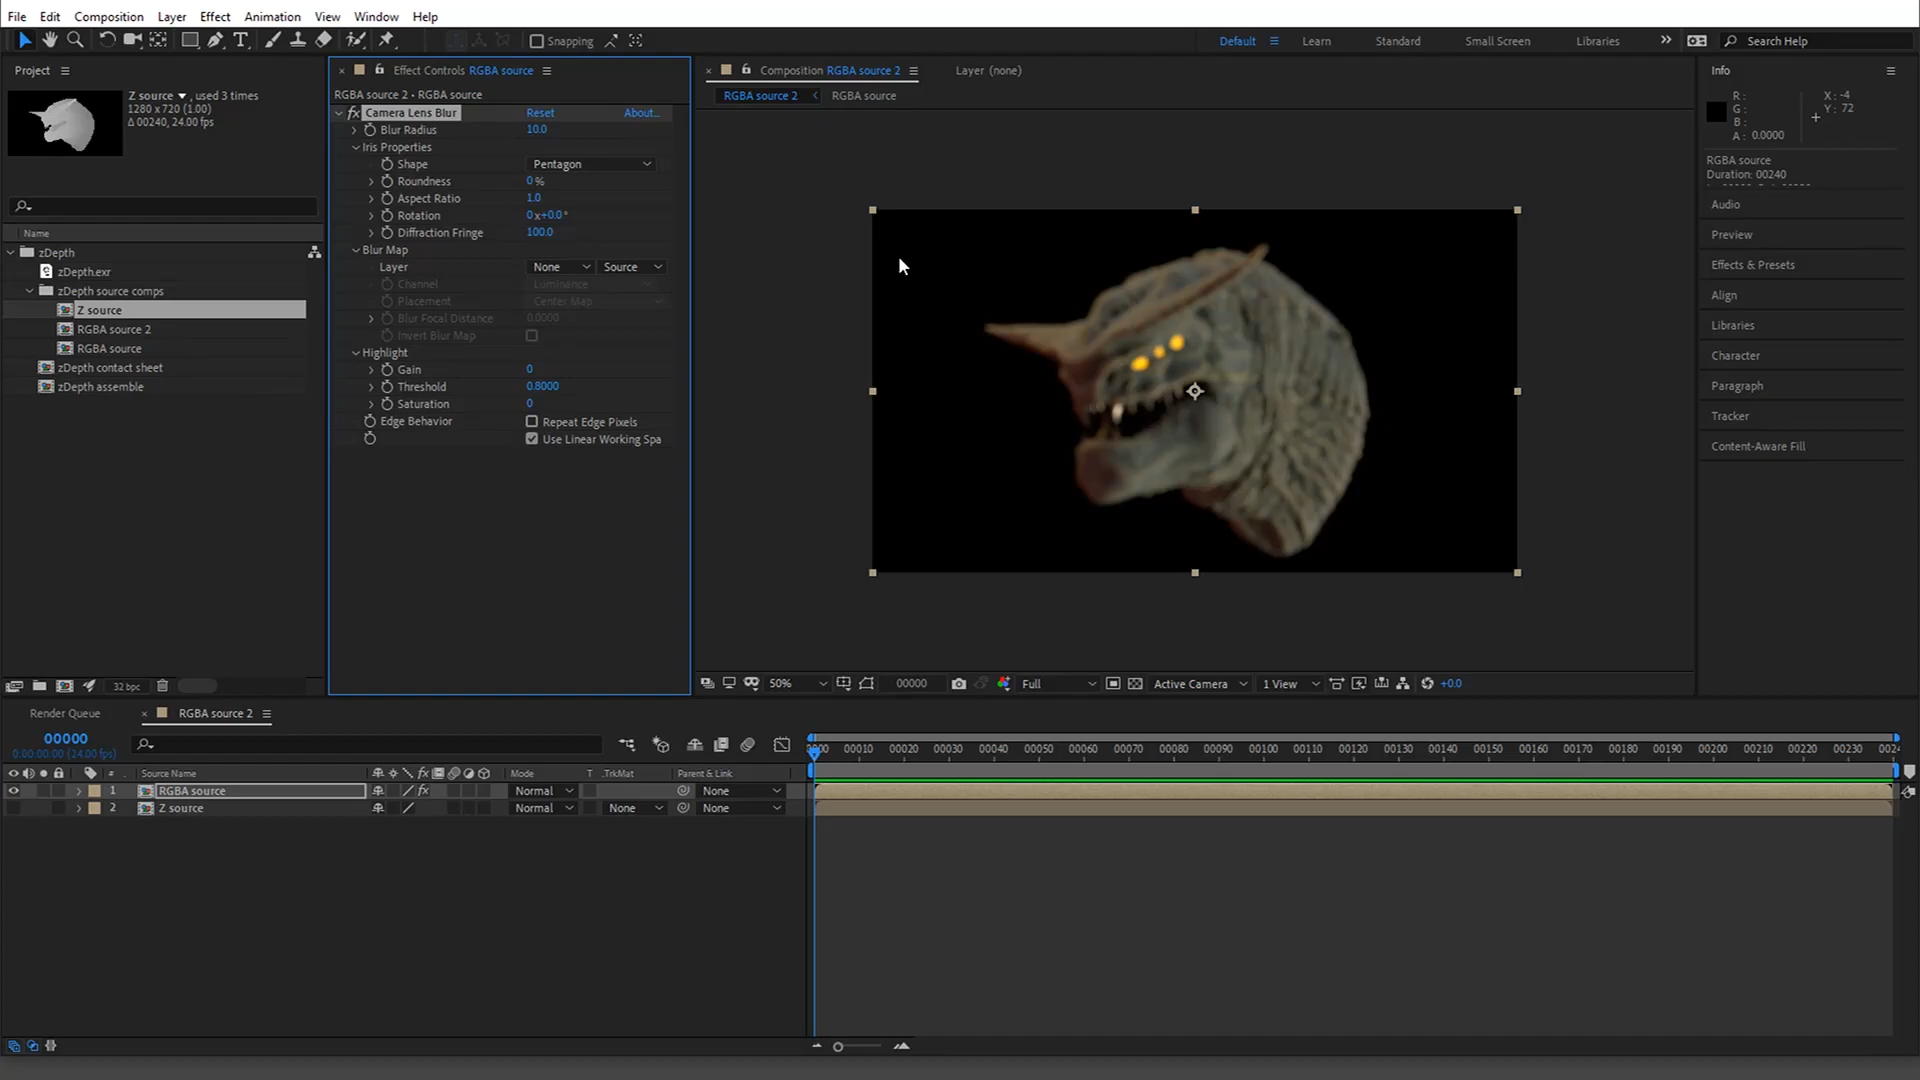 File Edit Composition Layer Effect Animation View Window Help
Snapping
Default Learn Standard Small Screen Libraries Search Help
Project
Z source, used 3 times
1280 x 720 (1.00)
Δ 00240, 24.00 fps
Name
zDepth
zDepth.exr
zDepth source comps
Z source
RGBA source 2
RGBA source
zDepth contact sheet
zDepth assemble
32 bpc
Effect Controls RGBA source
RGBA source 2 • RGBA source
fx Camera Lens Blur Reset About...
Blur Radius 10.0
Iris Properties
Shape Pentagon
Roundness 0 %
Aspect Ratio 1.0
Rotation 0 x+0.0 °
Diffraction Fringe 100.0
Blur Map
Layer None Source
Channel Luminance
Placement Center Map
Blur Focal Distance 0.0000
Invert Blur Map
Highlight
Gain 0
Threshold 0.8000
Saturation 0
Edge Behavior Repeat Edge Pixels
Use Linear Working Spa
Composition RGBA source 2 Layer (none)
RGBA source 2 RGBA source
50% 00000 Full Active Camera 1 View +0.0
Info
R :
G :
B :
A : 0.0000
X : -4
Y : 72
RGBA source
Duration: 00240
Audio
Preview
Effects & Presets
Align
Libraries
Character
Paragraph
Tracker
Content-Aware Fill
Render Queue RGBA source 2
00000
0:00:00:00 (24.00 fps)
0000 00010 00020 00030 00040 00050 00060 00070 00080 00090 00100 00110 00120 00130 00140 00150 00160 00170 00180 00190 00200 00210 00220 00230 0024
# Source Name fx Mode T .TrkMat Parent & Link
1 RGBA source fx Normal None
2 Z source Normal None None